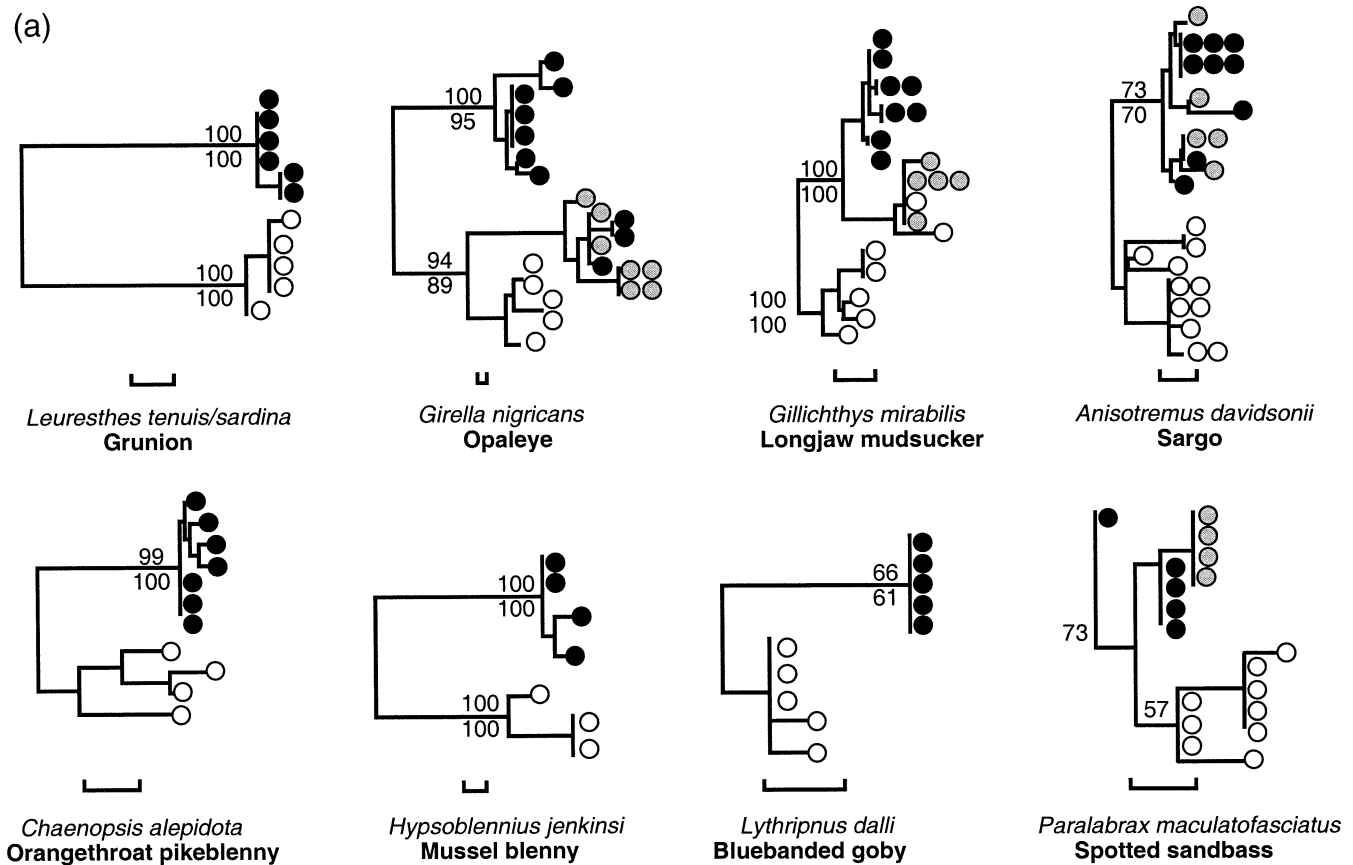 (a)
100
100
100
100
Leuresthes tenuis/sardina
Grunion
100
95
94
89
Girella nigricans
Opaleye
100
100
100
100
Gillichthys mirabilis
Longjaw mudsucker
73
70
Anisotremus davidsonii
Sargo
99
100
Chaenopsis alepidota
Orangethroat pikeblenny
100
100
100
100
Hypsoblennius jenkinsi
Mussel blenny
66
61
Lythripnus dalli
Bluebanded goby
73
57
Paralabrax maculatofasciatus
Spotted sandbass